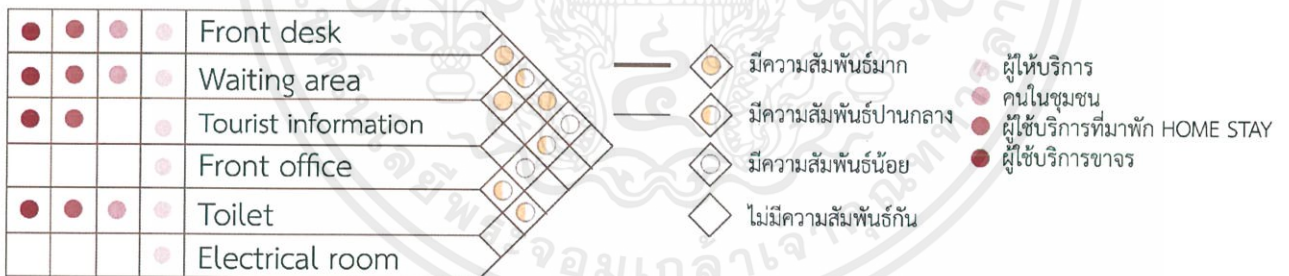 Front desk
Waiting area
Tourist information
Front office
Toilet
Electrical room
มีความสัมพันธ์มาก
มีความสัมพันธ์ปานกลาง
มีความสัมพันธ์น้อย
ไม่มีความสัมพันธ์กัน
ผู้ให้บริการ
คนในชุมชน
ผู้ใช้บริการที่มาพัก HOME STAY
ผู้ใช้บริการขาจร